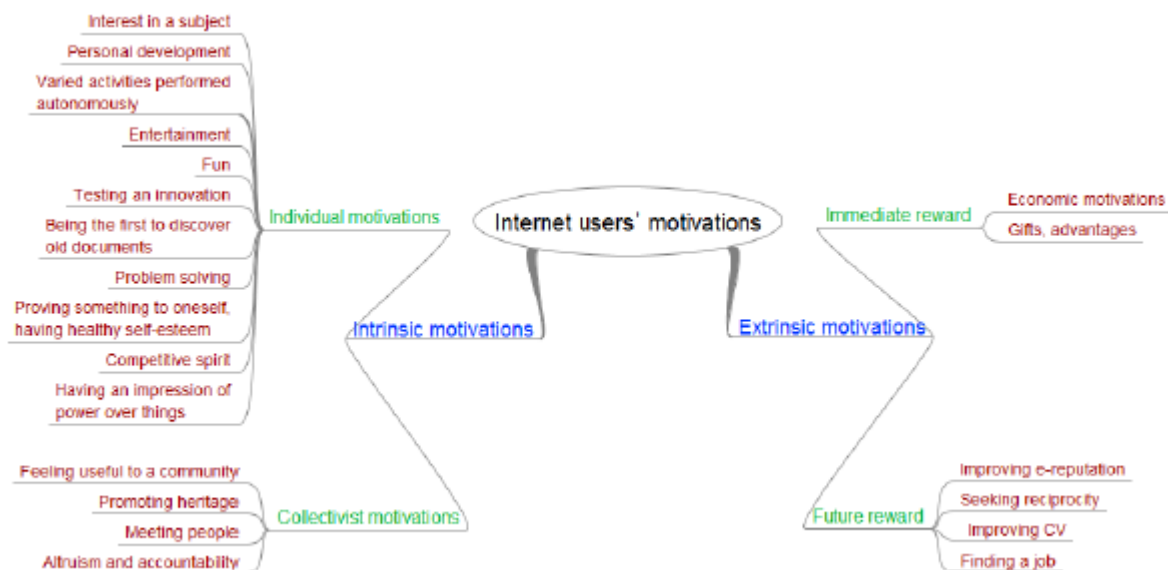 Interest in a subject
Personal development
Varied activities performed
autonomously
Entertainment
Fun
Testing an innovation
Being the first to discover
old documents
Problem solving
Proving something to oneself,
having healthy self-esteem
Competitive spirit
Having an impression of
power over things
Individual motivations
Feeling useful to a community
Promoting heritage
Meeting people
Altruism and accountability
Collectivist motivations
Intrinsic motivations
Internet users' motivations
Extrinsic motivations
Immediate reward
Economic motivations
Gifts, advantages
Future reward
Improving e-reputation
Seeking reciprocity
Improving CV
Finding a job